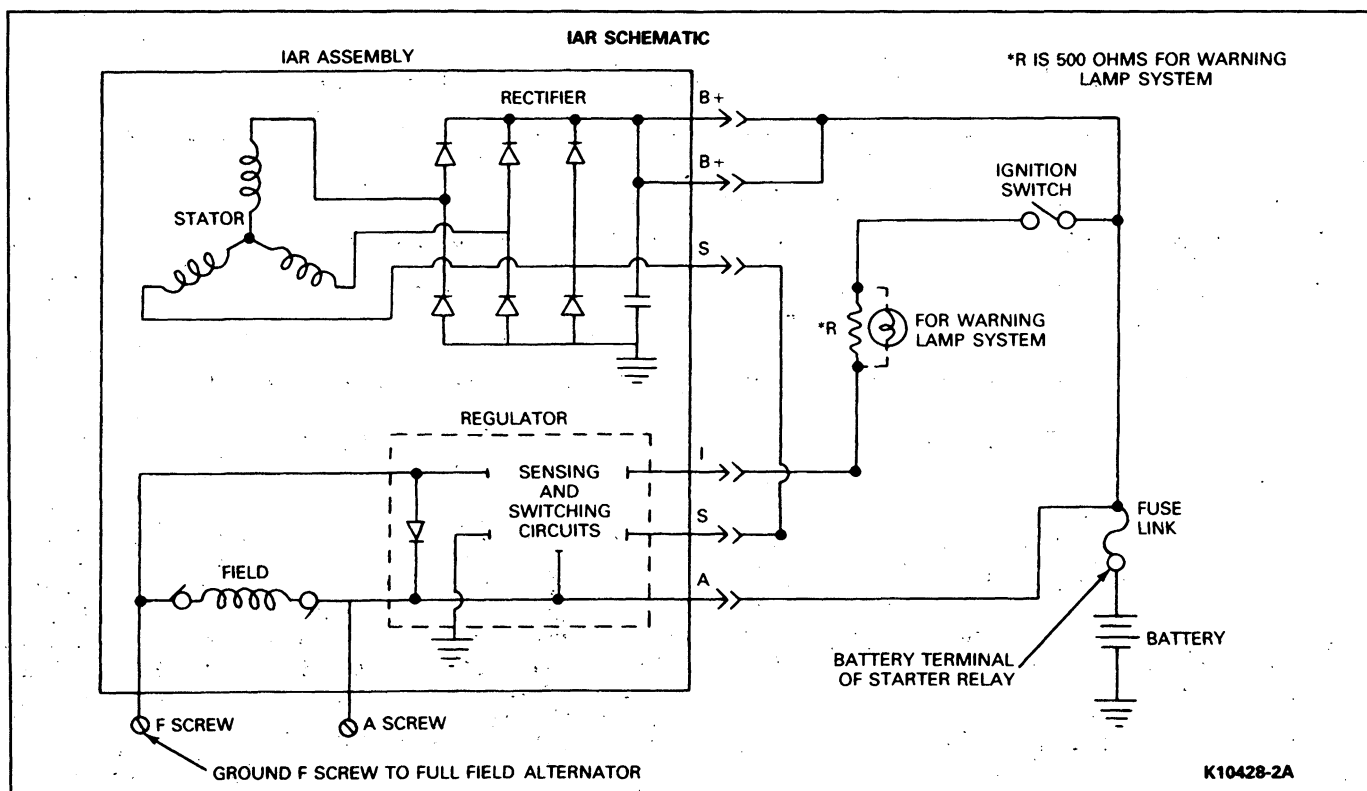 IAR SCHEMATIC
IAR ASSEMBLY
*R IS 500 OHMS FOR WARNING
LAMP SYSTEM
RECTIFIER
B+
B+
IGNITION
SWITCH
STATOR
S
*R
FOR WARNING
LAMP SYSTEM
REGULATOR
I
SENSING
AND
SWITCHING
CIRCUITS
S
FUSE
LINK
FIELD
A
BATTERY
BATTERY TERMINAL
OF STARTER RELAY
F SCREW
A SCREW
GROUND F SCREW TO FULL FIELD ALTERNATOR
K10428-2A